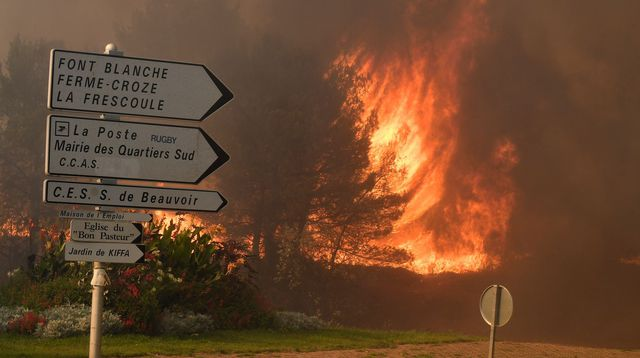 FONT BLANCHE
FERME-CROZE
LA FRESCOULE
La Poste RUGBY
Mairie des Quartiers Sud
C.C.A.S.
C.E.S. S. de Beauvoir
Maison de l'Emploi
Eglise du
"Bon Pasteur"
Jardin de KIFFA